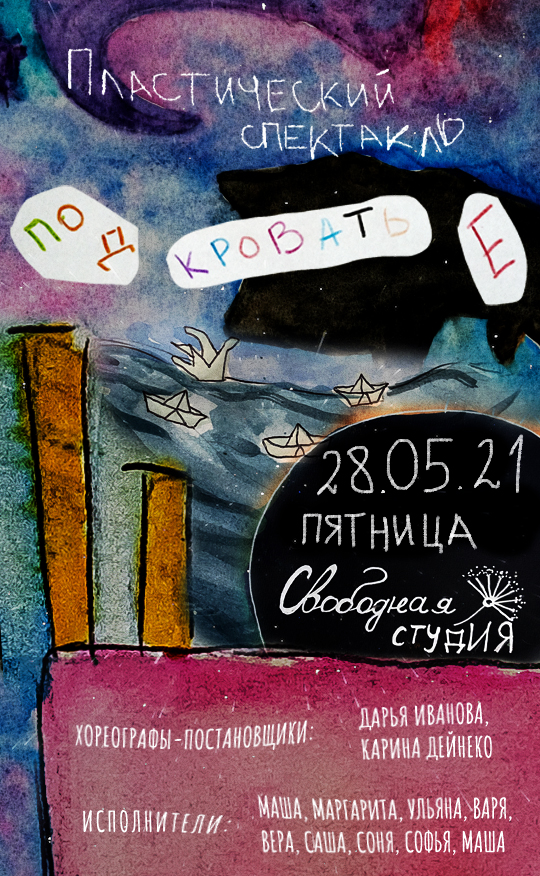 Пластический
спектакль
ПОД КРОВАТЬ Е
28.05.21
ПЯТНИЦА
Свободная
студия
ХОРЕОГРАФЫ-ПОСТАНОВЩИКИ: ДАРЬЯ ИВАНОВА,
КАРИНА ДЕЙНЕКО
ИСПОЛНИТЕЛИ: МАША, МАРГАРИТА, УЛЬЯНА, ВАРЯ,
ВЕРА, САША, СОНЯ, СОФЬЯ, МАША